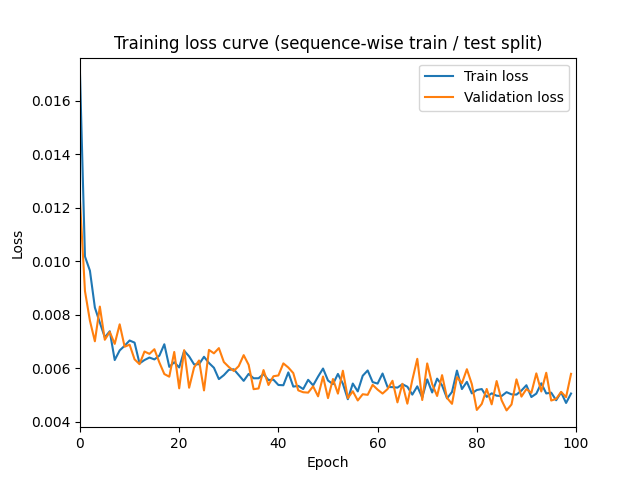 Training loss curve (sequence-wise train / test split)
Train loss
Validation loss
0.016
0.014
0.012
0.010
0.008
0.006
0.004
Loss
0 20 40 60 80 100
Epoch